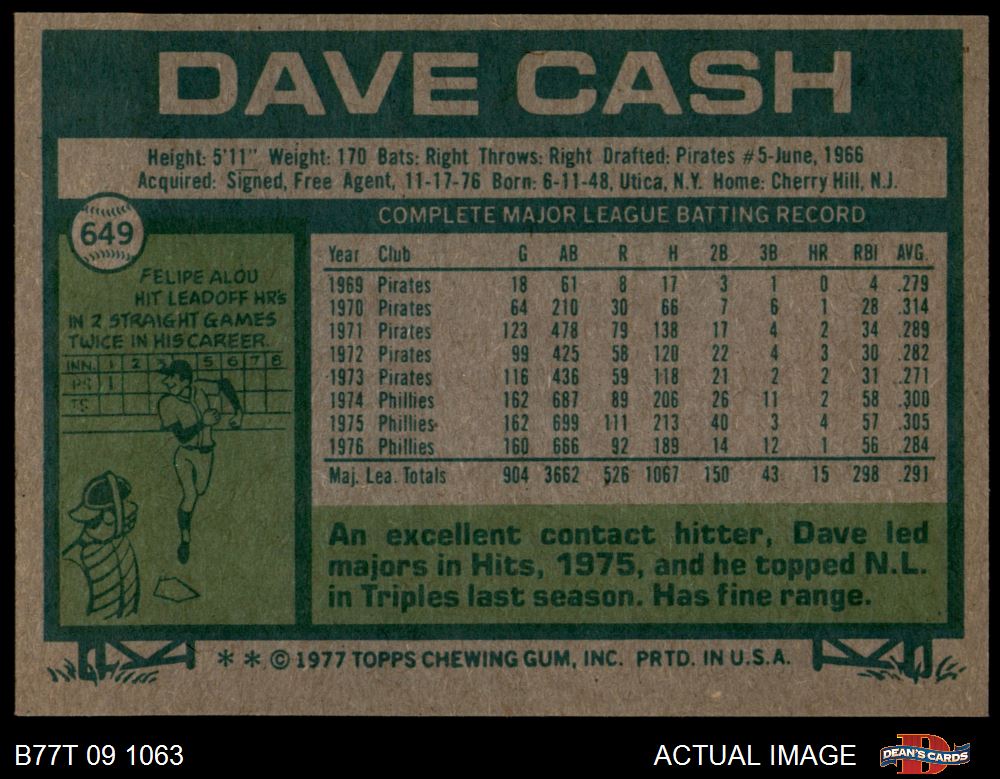 DAVE CASH
Height: 5'11" Weight: 170 Bats: Right Throws: Right Drafted: Pirates #5-June, 1966
Acquired: Signed, Free Agent, 11-17-76 Born: 6-11-48, Utica, N.Y. Home: Cherry Hill, N.J.
649
COMPLETE MAJOR LEAGUE BATTING RECORD
FELIPE ALOU
HIT LEADOFF HR's
IN 2 STRAIGHT GAMES
TWICE IN HIS CAREER.
INN. 1 2 3 5 6 7 8
Year Club G AB R H 2B 3B HR RBI AVG.
1969 Pirates 18 61 8 17 3 1 0 4 .279
1970 Pirates 64 210 30 66 7 6 1 28 .314
1971 Pirates 123 478 79 138 17 4 2 34 .289
1972 Pirates 99 425 58 120 22 4 3 30 .282
1973 Pirates 116 436 59 118 21 2 2 31 .271
1974 Phillies 162 687 89 206 26 11 2 58 .300
1975 Phillies 162 699 111 213 40 3 4 57 .305
1976 Phillies 160 666 92 189 14 12 1 56 .284
Maj. Lea. Totals 904 3662 526 1067 150 43 15 298 .291
An excellent contact hitter, Dave led
majors in Hits, 1975, and he topped N.L.
in Triples last season. Has fine range.
* * © 1977 TOPPS CHEWING GUM, INC. PRTD. IN U.S.A.
B77T 09 1063
ACTUAL IMAGE
DEAN'S CARDS